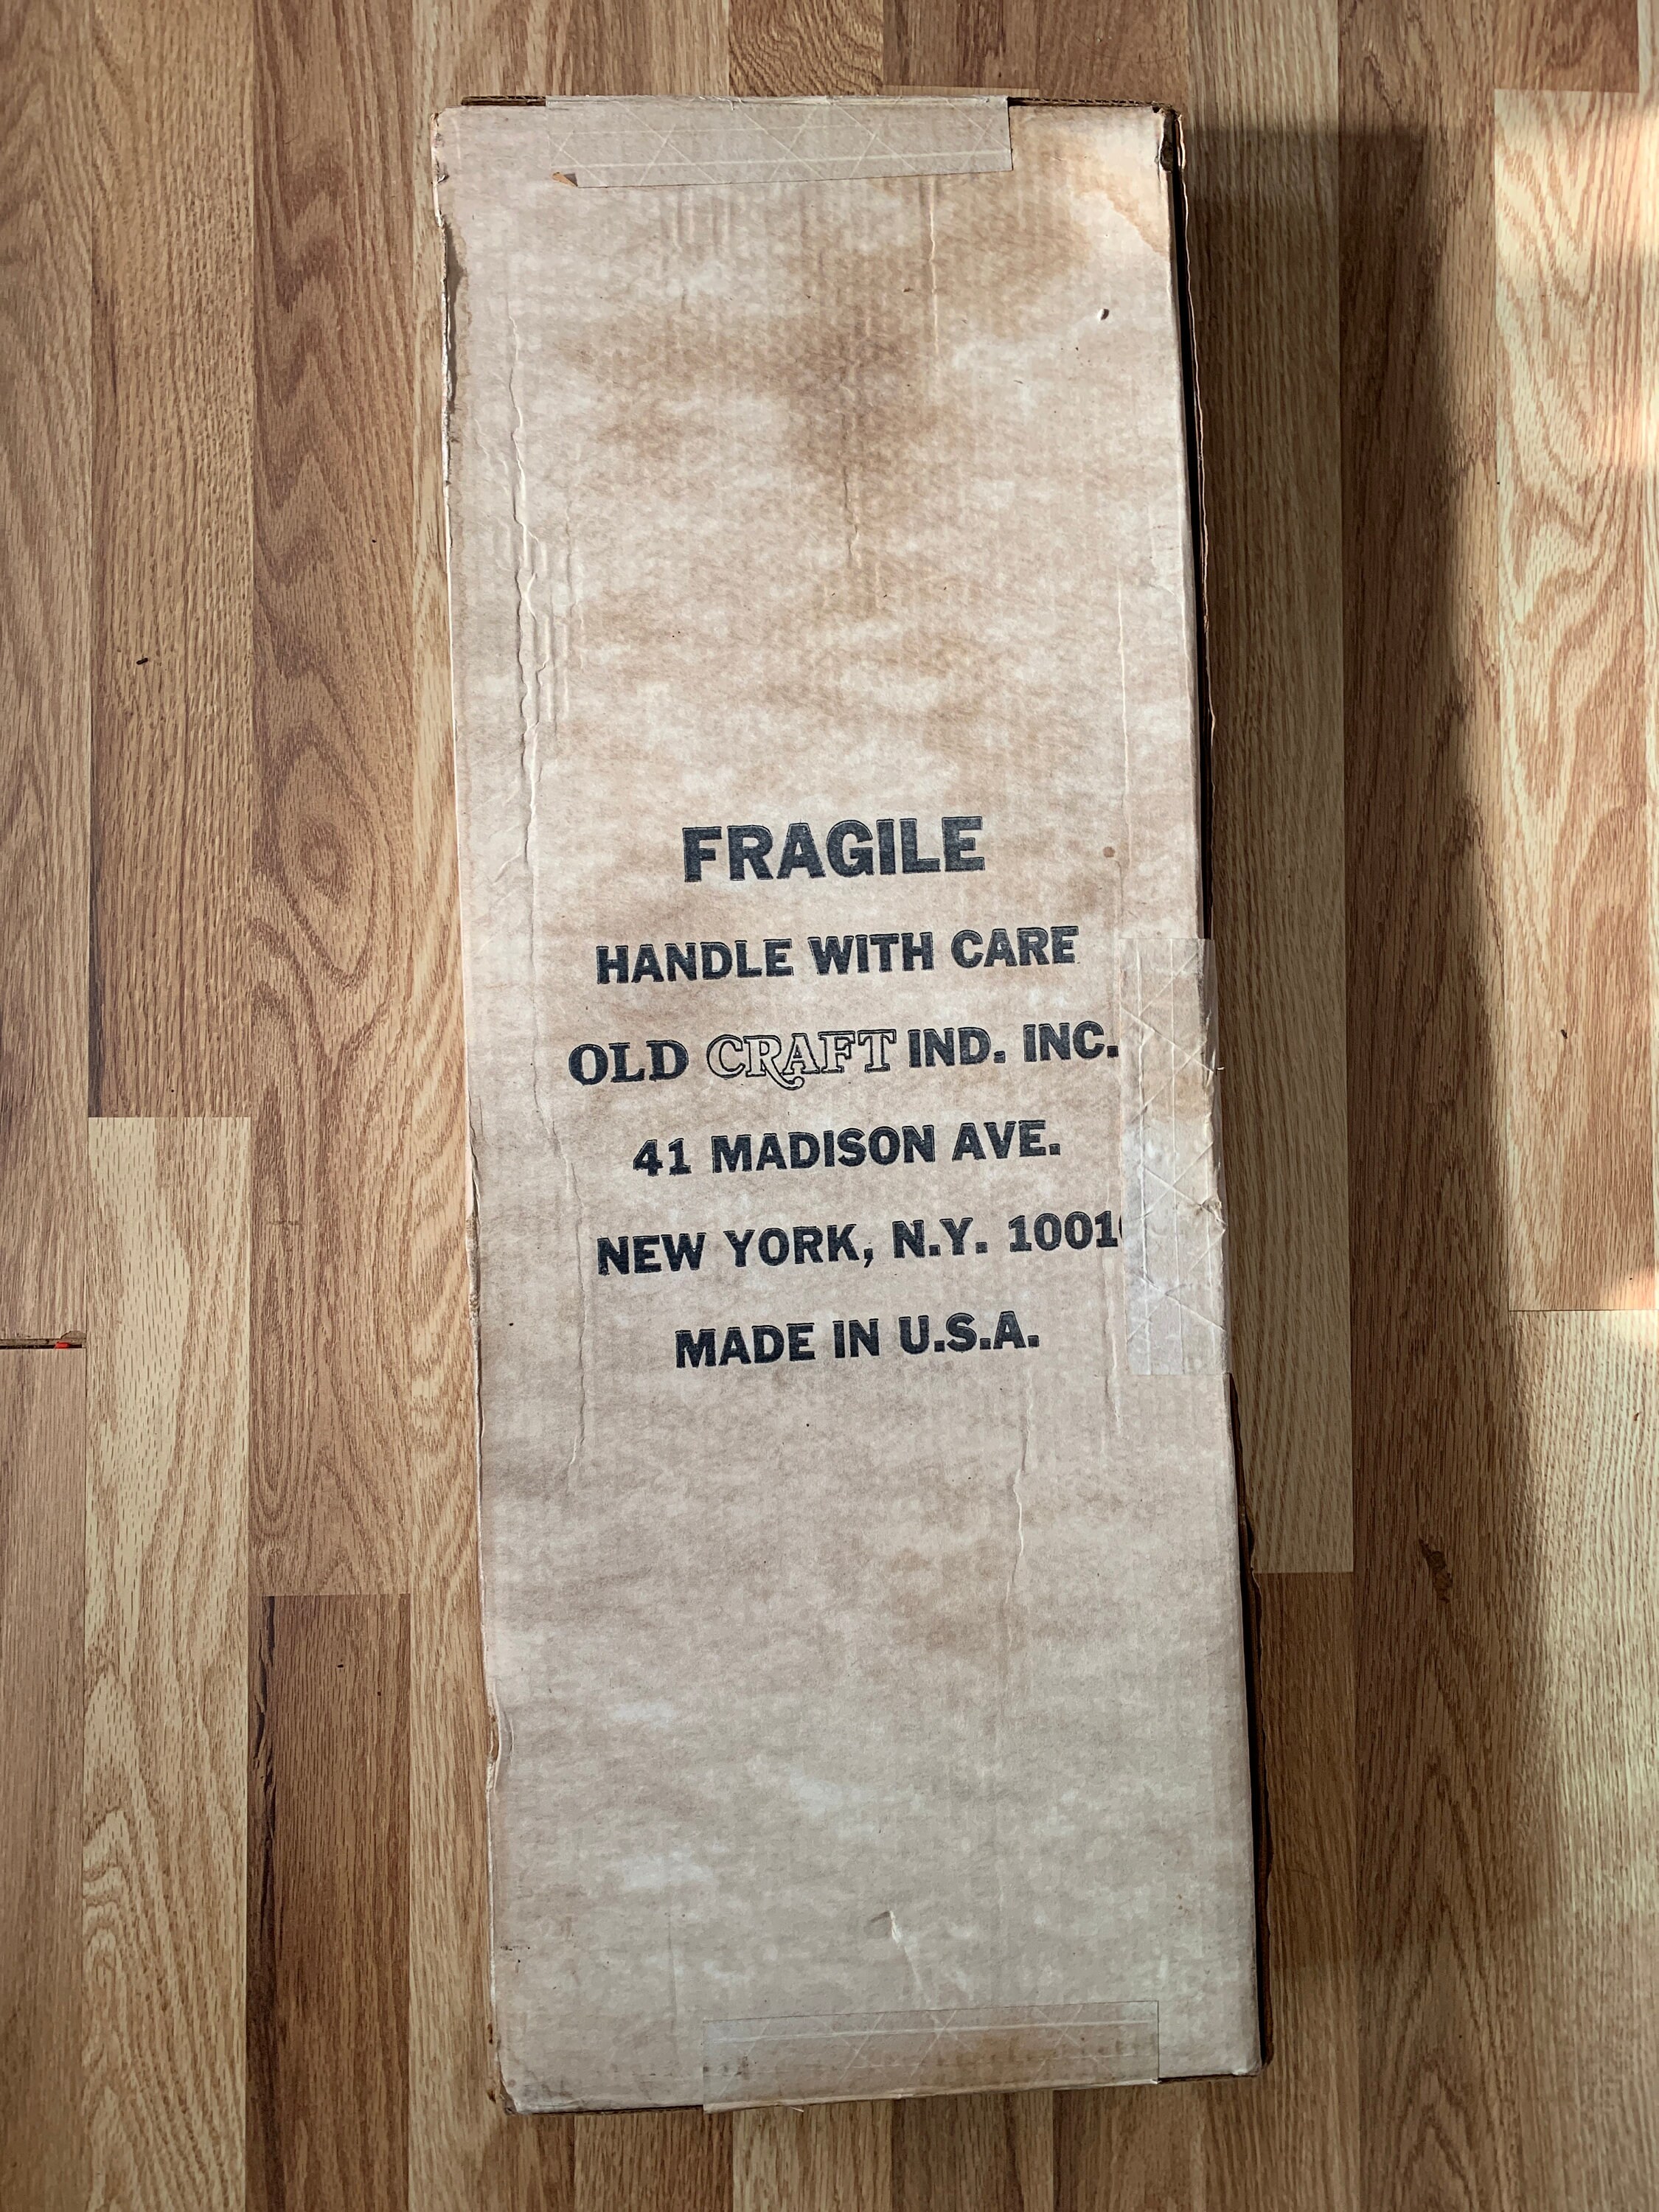 FRAGILE
HANDLE WITH CARE
OLD CRAFT IND. INC.
41 MADISON AVE.
NEW YORK, N.Y.
MADE IN U.S.A.